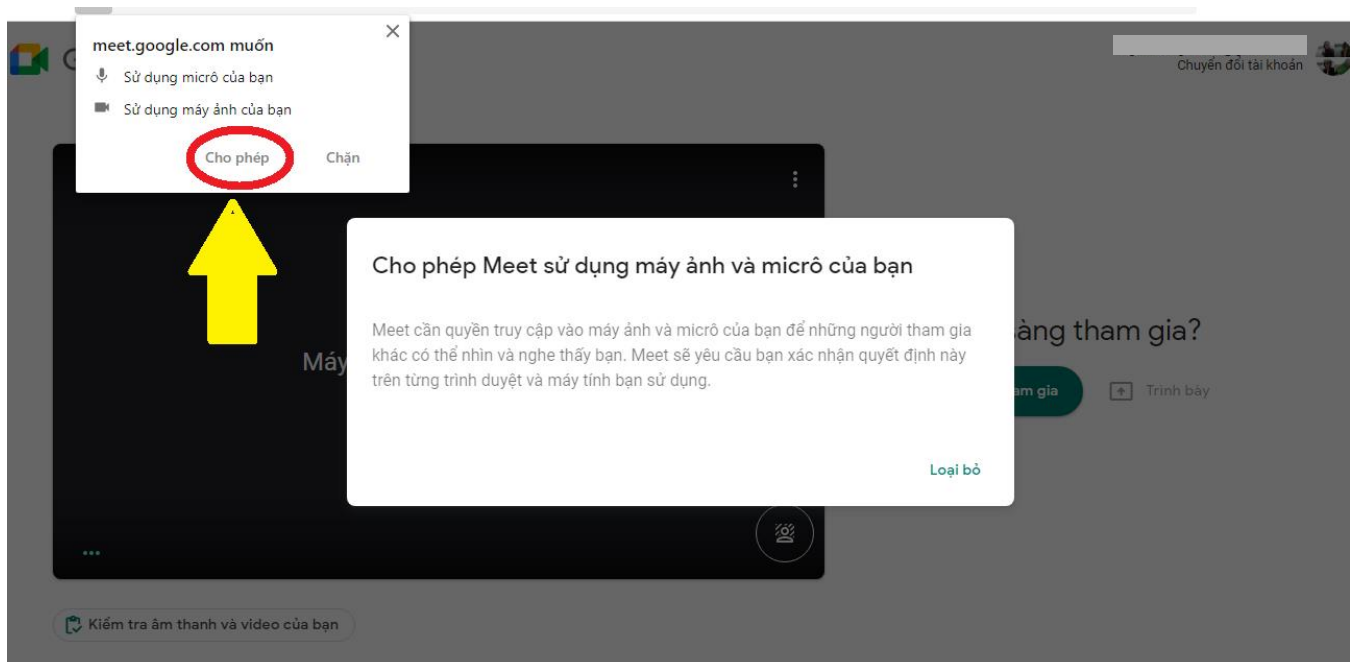 meet.google.com muốn
Sử dụng micrô của bạn
Sử dụng máy ảnh của bạn
Cho phép Chặn
Chuyển đổi tài khoản
Cho phép Meet sử dụng máy ảnh và micrô của bạn
Meet cần quyền truy cập vào máy ảnh và micrô của bạn để những người tham gia
khác có thể nhìn và nghe thấy bạn. Meet sẽ yêu cầu bạn xác nhận quyết định này
trên từng trình duyệt và máy tính bạn sử dụng.
Loại bỏ
Máy
àng tham gia?
am gia Trình bày
Kiểm tra âm thanh và video của bạn